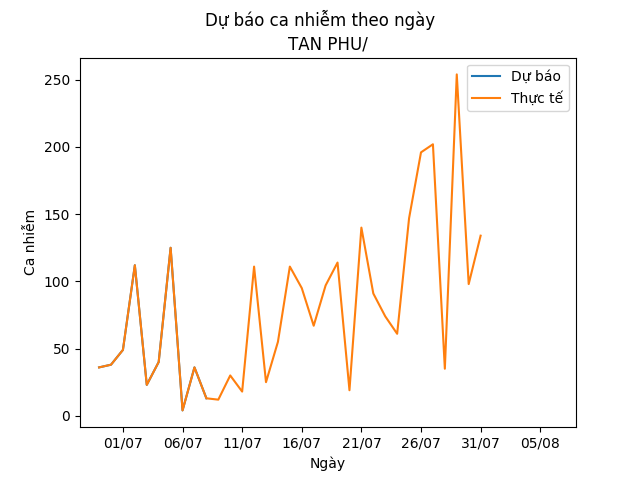 Dự báo ca nhiễm theo ngày
TAN PHU/
Dự báo
Thực tế
250
200
150
100
50
0
Ca nhiễm
01/07 06/07 11/07 16/07 21/07 26/07 31/07 05/08
Ngày